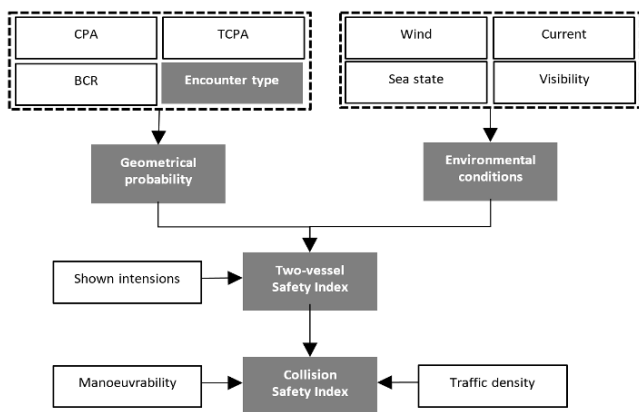 CPA
TCPA
Wind
Current
BCR
Encounter type
Sea state
Visibility
Geometrical
probability
Environmental
conditions
Shown intensions
Two-vessel
Safety Index
Manoeuvrability
Collision
Safety Index
Traffic density